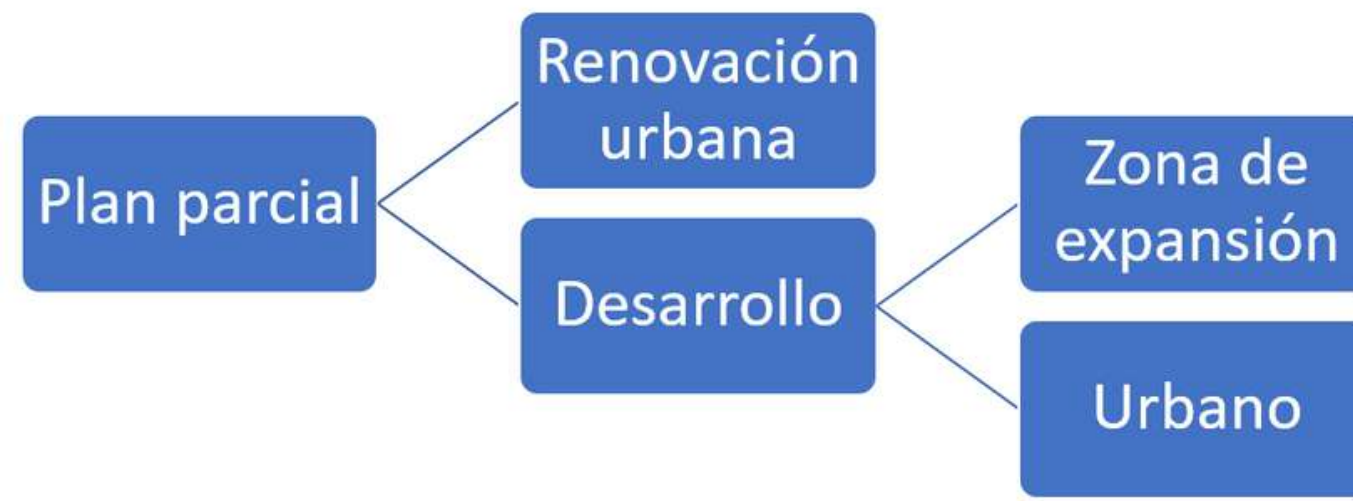 Plan parcial
Renovación
urbana
Desarrollo
Zona de
expansión
Urbano